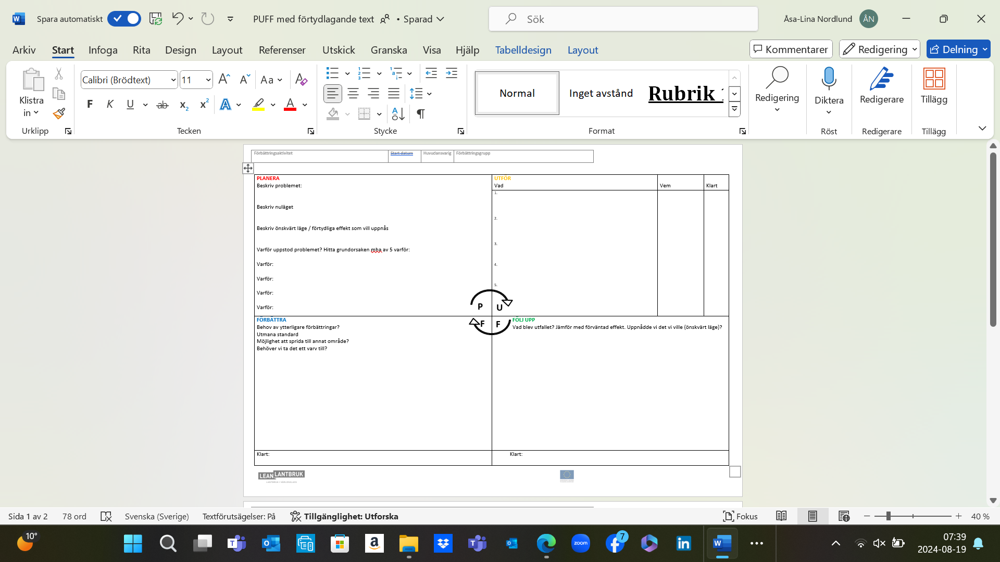 Spara automatiskt
PUFF med förtydlagande text
• Sparad
Sök
Åsa-Lina Nordlund
ÅN
Arkiv Start Infoga Rita Design Layout Referenser Utskick Granska Visa Hjälp Tabelldesign Layout
Kommentarer Redigering Delning
Klistra
in
Urklipp
Calibri (Brödtext) 11
Aa
F K U ab x₂ x² A A
Tecken
Stycke
Normal
Inget avstånd
Rubrik 1
Format
Redigering
Diktera
Röst
Redigerare
Redigerare
Tillägg
Tillägg
Förbättringsaktivitet Start datum Huvudansvarig Förbättringsgrupp
PLANERA
Beskriv problemet:
Beskriv nuläget
Beskriv önskvärt läge / förtydliga effekt som vill uppnås
Varför uppstod problemet? Hitta grundorsaken mha av 5 varför:
Varför:
Varför:
Varför:
Varför:
UTFÖR
Vad Vem Klart
1.
2.
3.
4.
5.
P U
F F
FÖRBÄTTRA
Behov av ytterligare förbättringar?
Utmana standard
Möjlighet att sprida till annat område?
Behöver vi ta det ett varv till?
FÖLJ UPP
Vad blev utfallet? Jämför med förväntad effekt. Uppnådde vi det vi ville (önskvärt läge)?
Klart: Klart:
LEAN LANTBRUK
LANTBRUK I VÄRLDSKLASS
Sida 1 av 2 78 ord Svenska (Sverige) Textförutsägelser: På Tillgänglighet: Utforska
Fokus 40 %
10°
zoom
7
07:39
2024-08-19